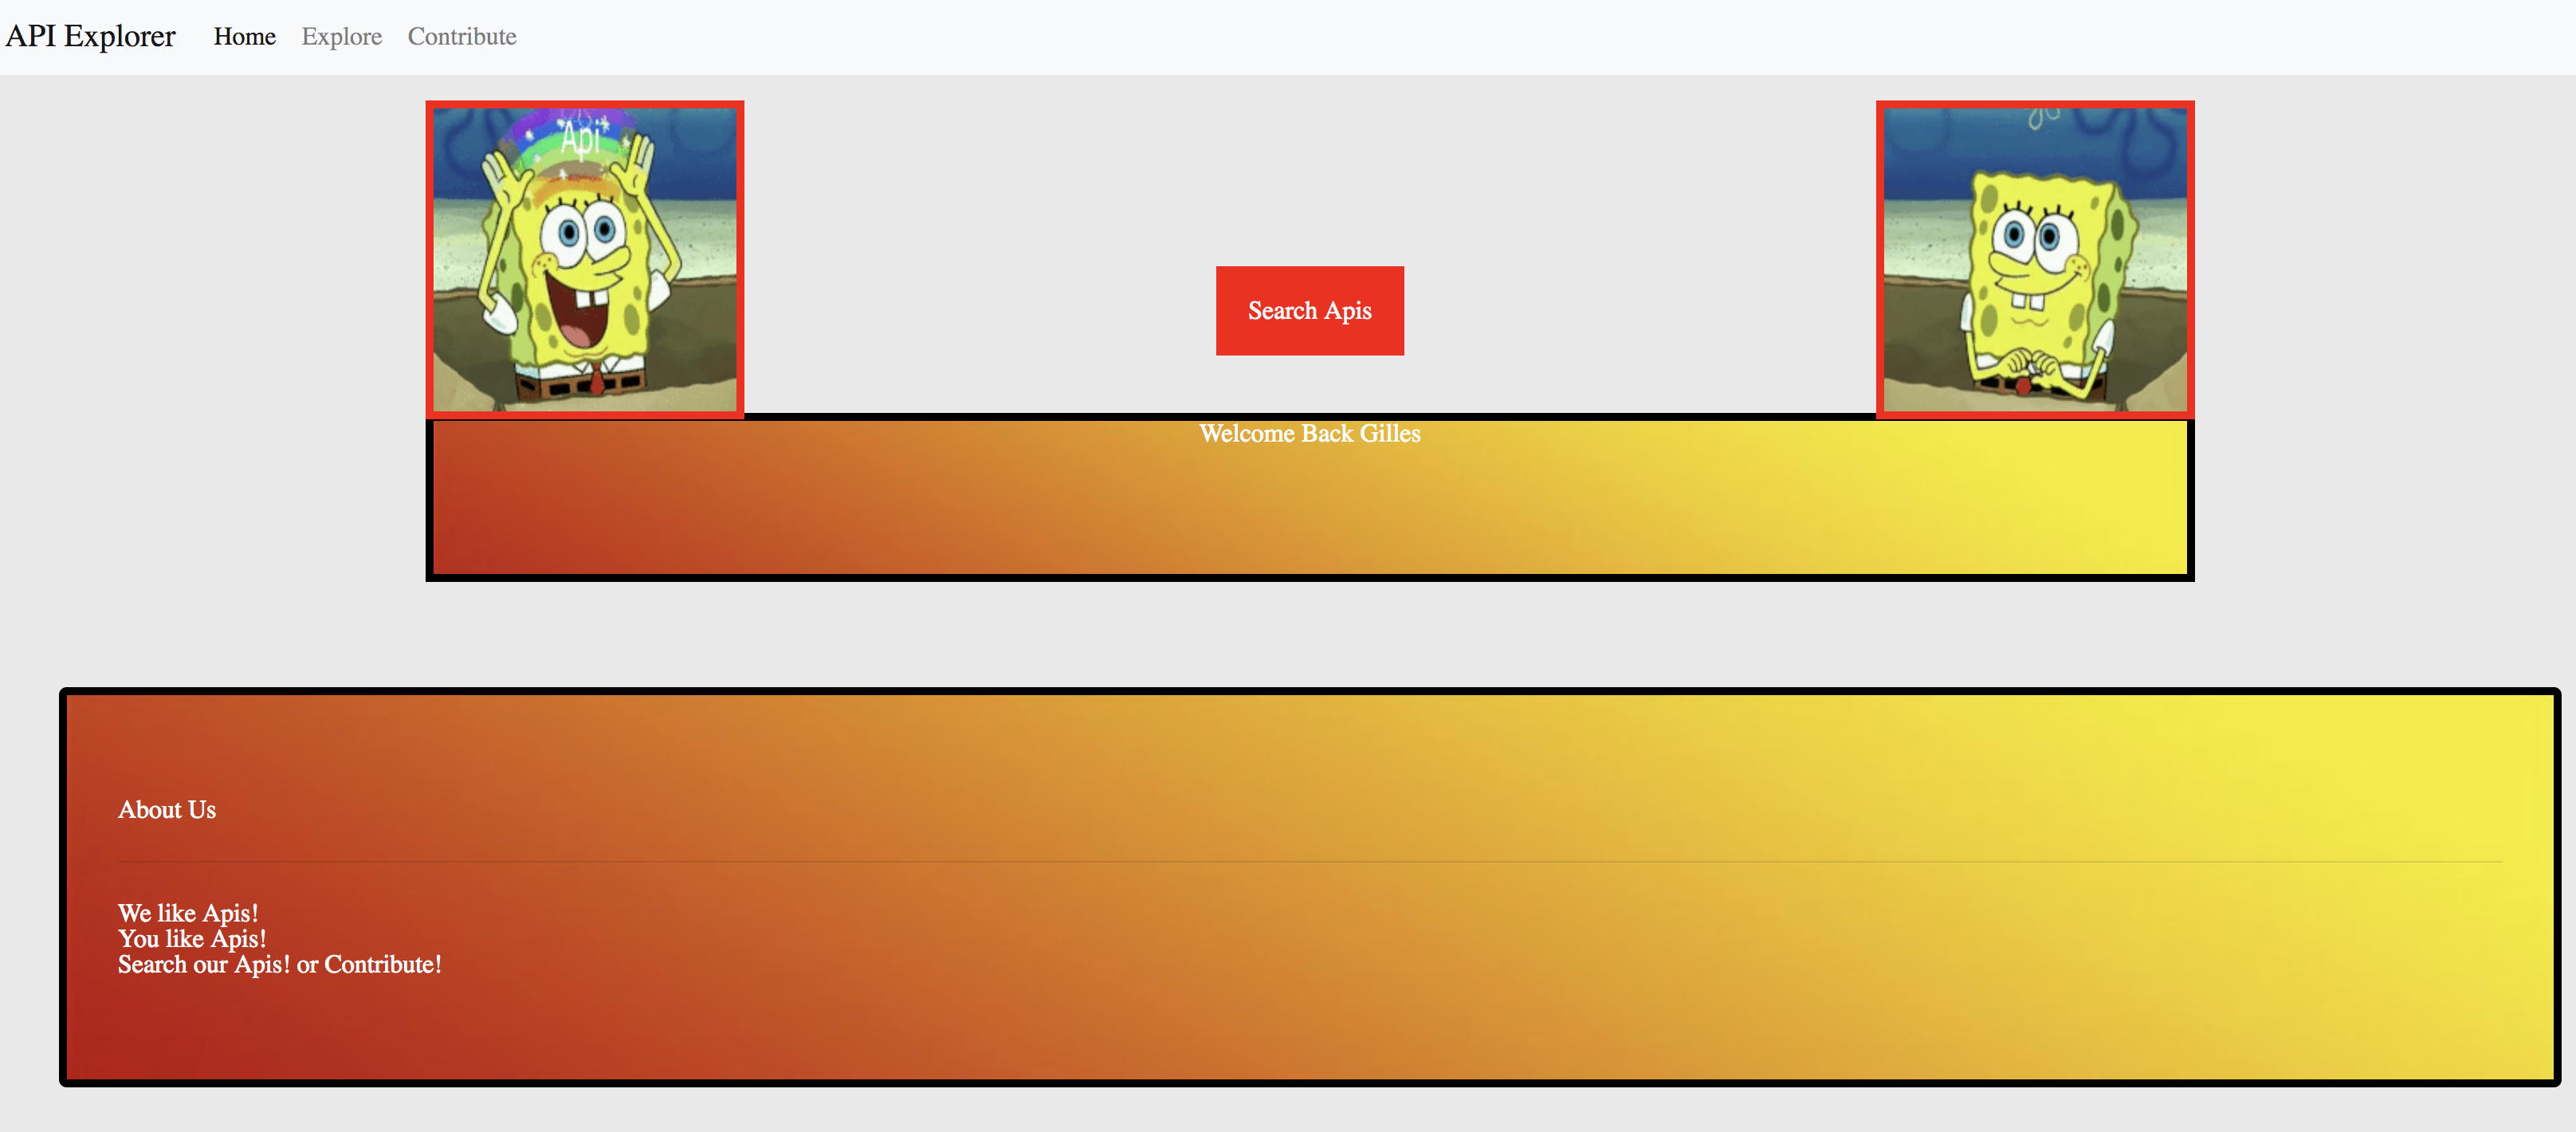 API Explorer Home Explore Contribute
Api
Search Apis
Welcome Back Gilles
About Us
We like Apis!
You like Apis!
Search our Apis! or Contribute!